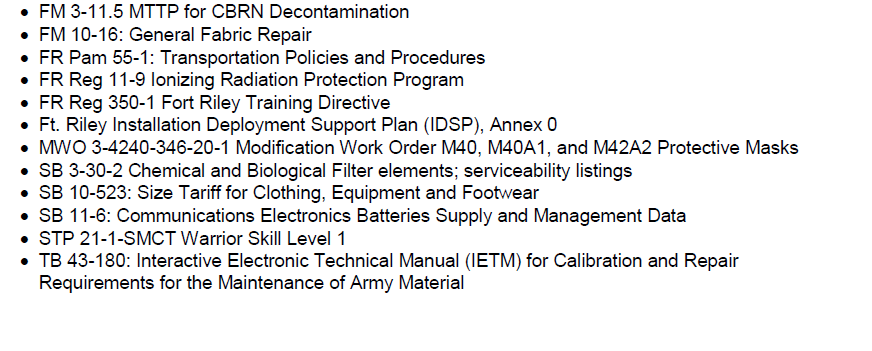 • FM 3-11.5 MTTP for CBRN Decontamination
• FM 10-16: General Fabric Repair
• FR Pam 55-1: Transportation Policies and Procedures
• FR Reg 11-9 Ionizing Radiation Protection Program
• FR Reg 350-1 Fort Riley Training Directive
• Ft. Riley Installation Deployment Support Plan (IDSP), Annex 0
• MWO 3-4240-346-20-1 Modification Work Order M40, M40A1, and M42A2 Protective Masks
• SB 3-30-2 Chemical and Biological Filter elements; serviceability listings
• SB 10-523: Size Tariff for Clothing, Equipment and Footwear
• SB 11-6: Communications Electronics Batteries Supply and Management Data
• STP 21-1-SMCT Warrior Skill Level 1
• TB 43-180: Interactive Electronic Technical Manual (IETM) for Calibration and Repair
Requirements for the Maintenance of Army Material